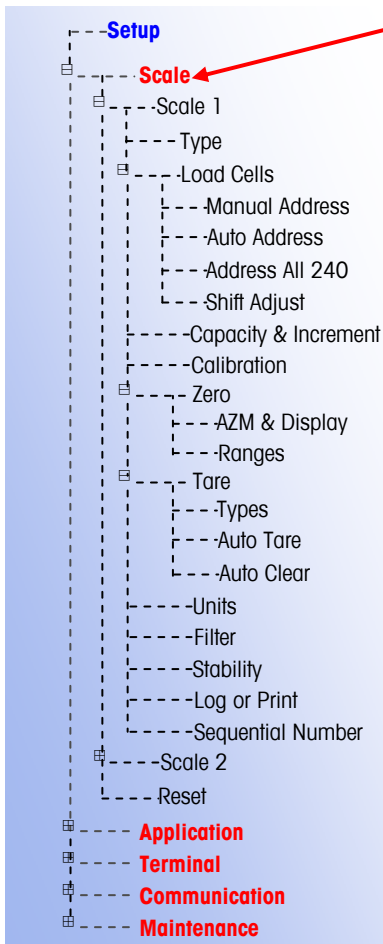 Setup
Scale
Scale 1
Type
Load Cells
Manual Address
Auto Address
Address All 240
Shift Adjust
Capacity & Increment
Calibration
Zero
AZM & Display
Ranges
Tare
Types
Auto Tare
Auto Clear
Units
Filter
Stability
Log or Print
Sequential Number
Scale 2
Reset
Application
Terminal
Communication
Maintenance